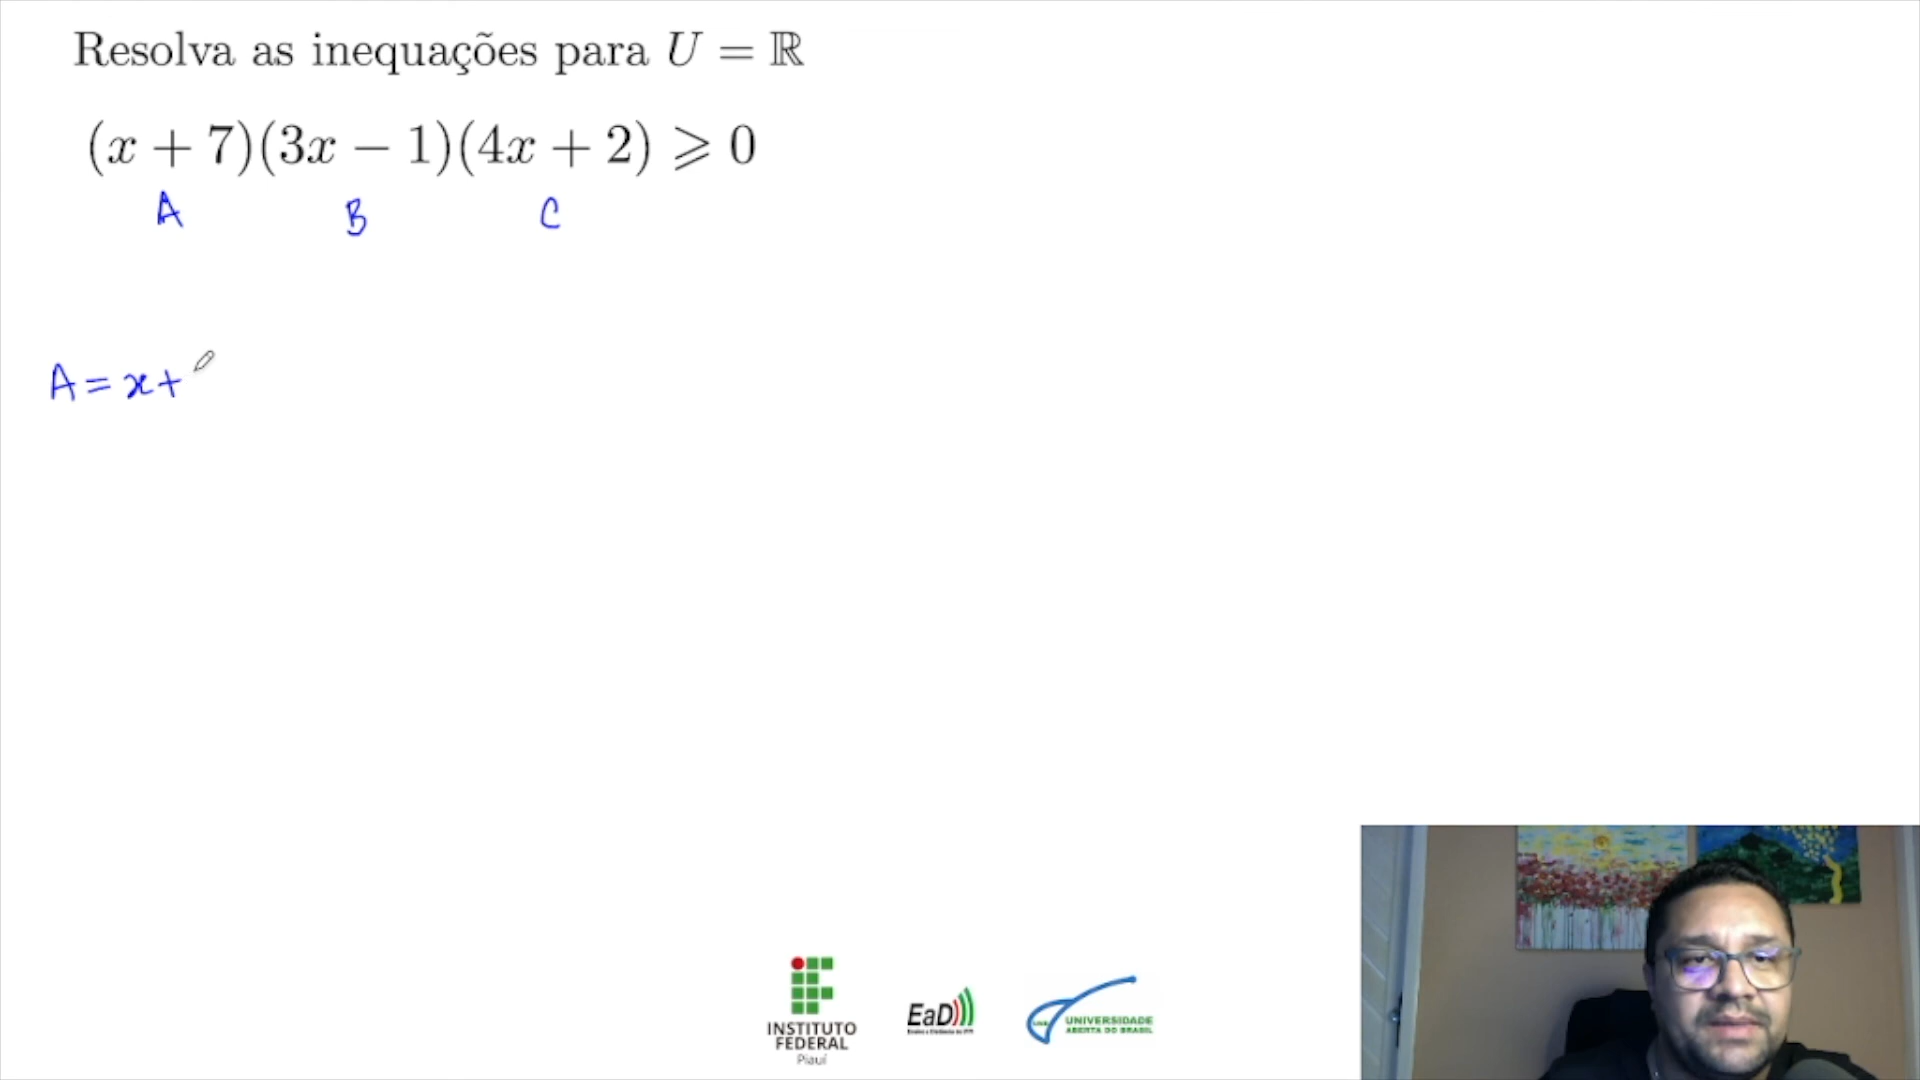 Resolva as inequações para U = ℝ
(x + 7)(3x − 1)(4x + 2) ⩾ 0
A B C
A = x +
INSTITUTO
FEDERAL
Piauí
EaD
UNIVERSIDADE
ABERTA DO BRASIL